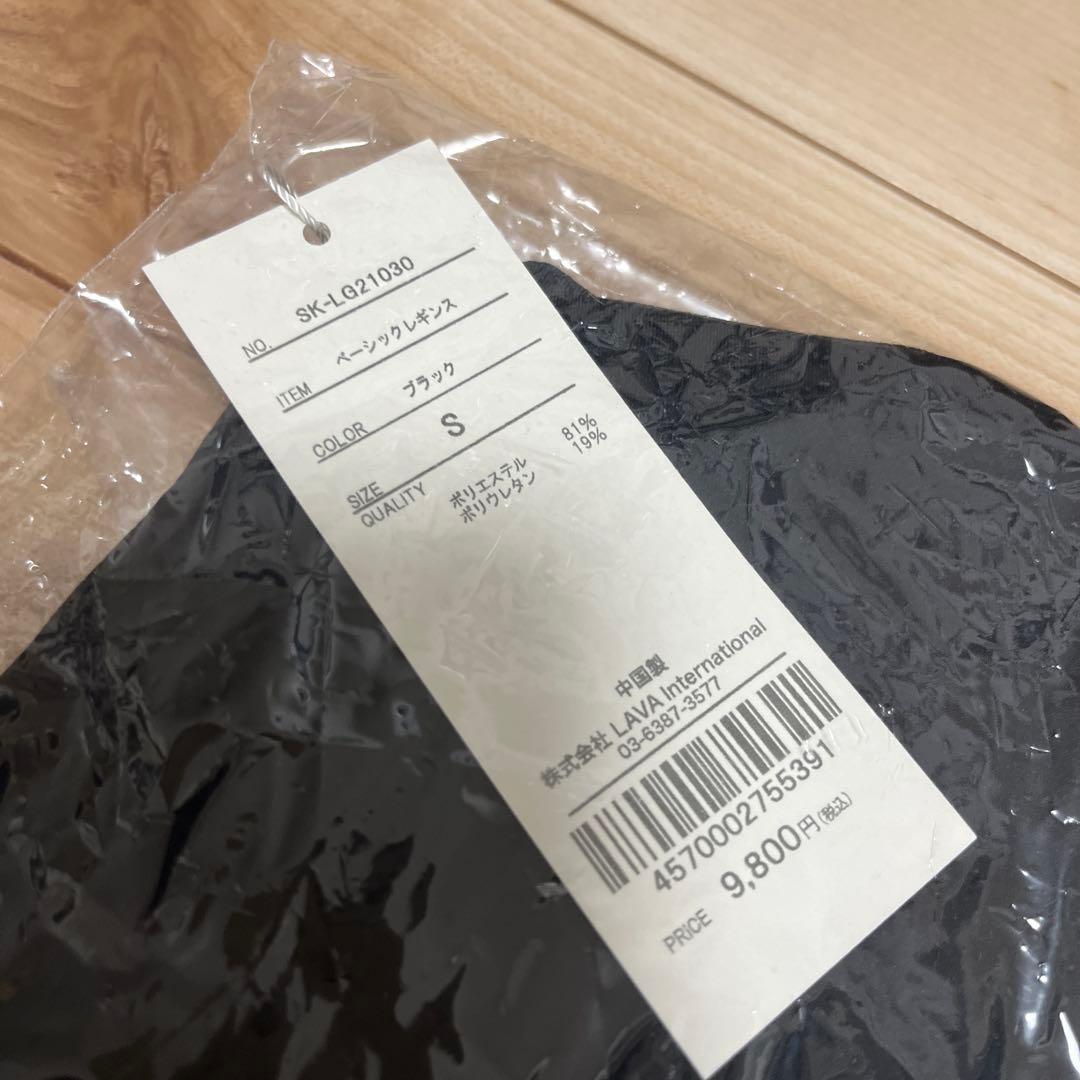 NO. SK-LG21030
ITEM ベーシックレギンス
COLOR ブラック
SIZE S
QUALITY ポリエステル 81%
ポリウレタン 19%
中国製
株式会社 LAVA International
03-6387-3577
4570002755391
PRICE 9,800円(税込)